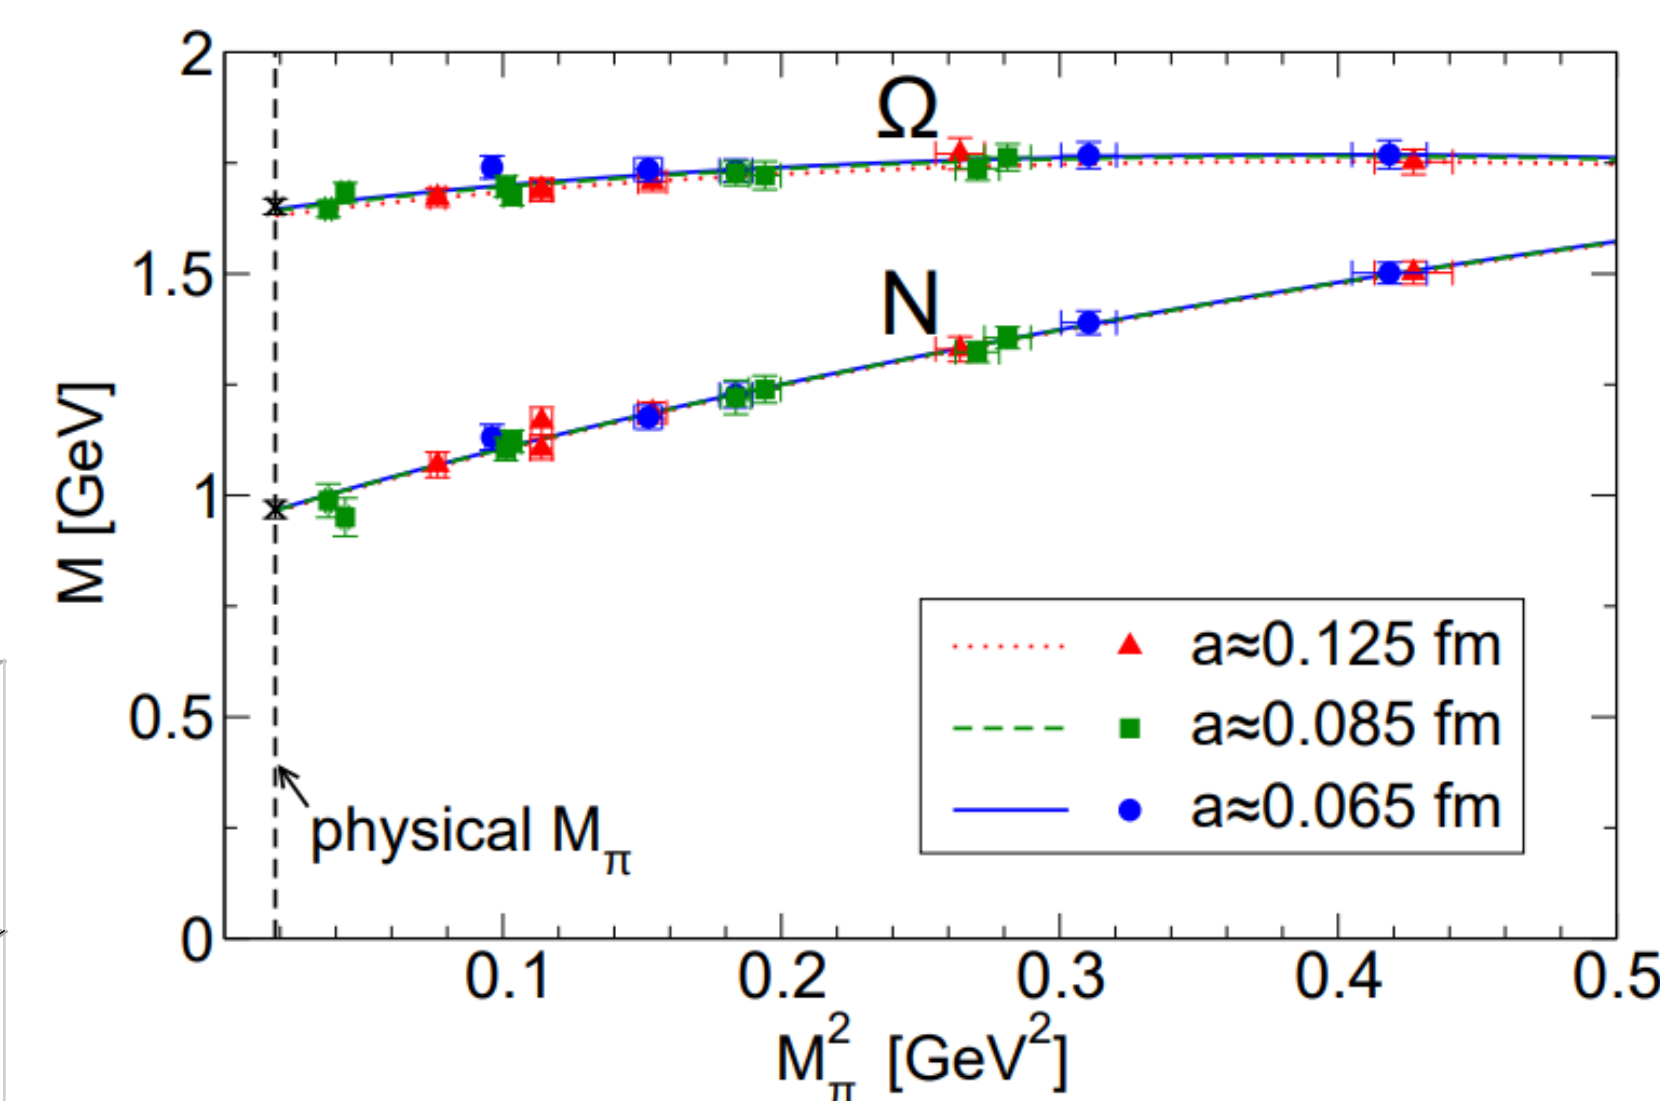 2
Ω
1.5
N
M [GeV]
1
a≈0.125 fm
0.5
a≈0.085 fm
a≈0.065 fm
physical Mπ
0
0.1 0.2 0.3 0.4 0.5
M²π [GeV²]